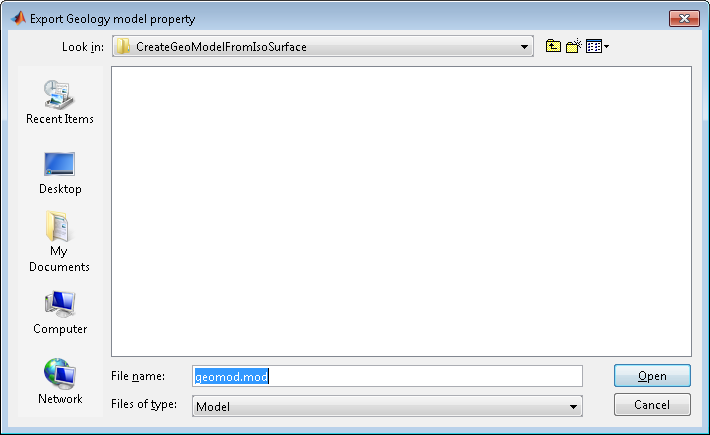 Export Geology model property
Look in:
CreateGeoModelFromIsoSurface
Recent Items
Desktop
My
Documents
Computer
Network
File name:
geomod.mod
Open
Files of type:
Model
Cancel